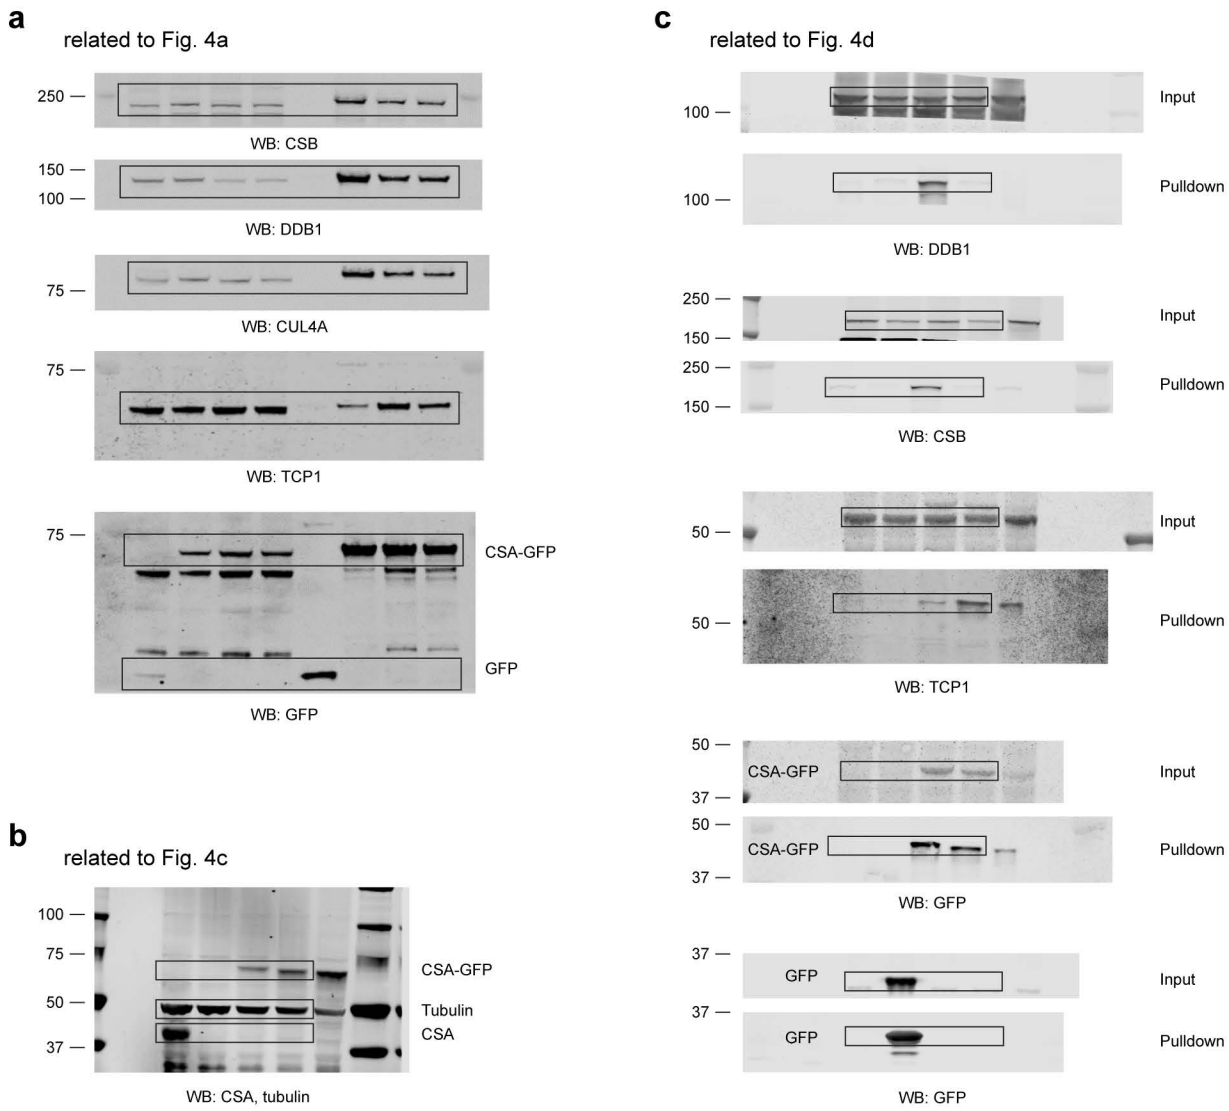 a
related to Fig. 4a
250
WB: CSB
150
100
WB: DDB1
75
WB: CUL4A
75
WB: TCP1
75
CSA-GFP
GFP
WB: GFP
b
related to Fig. 4c
100
75
50
37
CSA-GFP
Tubulin
CSA
WB: CSA, tubulin
c
related to Fig. 4d
100
Input
100
Pulldown
WB: DDB1
250
150
Input
250
150
Pulldown
WB: CSB
50
Input
50
Pulldown
WB: TCP1
50
CSA-GFP
37
Input
50
CSA-GFP
37
Pulldown
WB: GFP
37
GFP
Input
37
GFP
Pulldown
WB: GFP